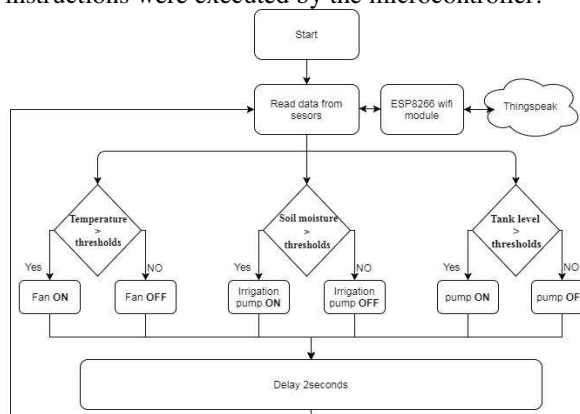 instructions were executed by the microcontroller.
Start
Read data from
sesors
ESP8266 wifi
module
Thingspeak
Temperature
>
thresholds
Soil moisture
>
thresholds
Tank level
>
thresholds
Yes
NO
Yes
NO
Yes
NO
Fan ON
Fan OFF
Irrigation
pump ON
Irrigation
pump OFF
pump ON
pump OF
Delay 2seconds